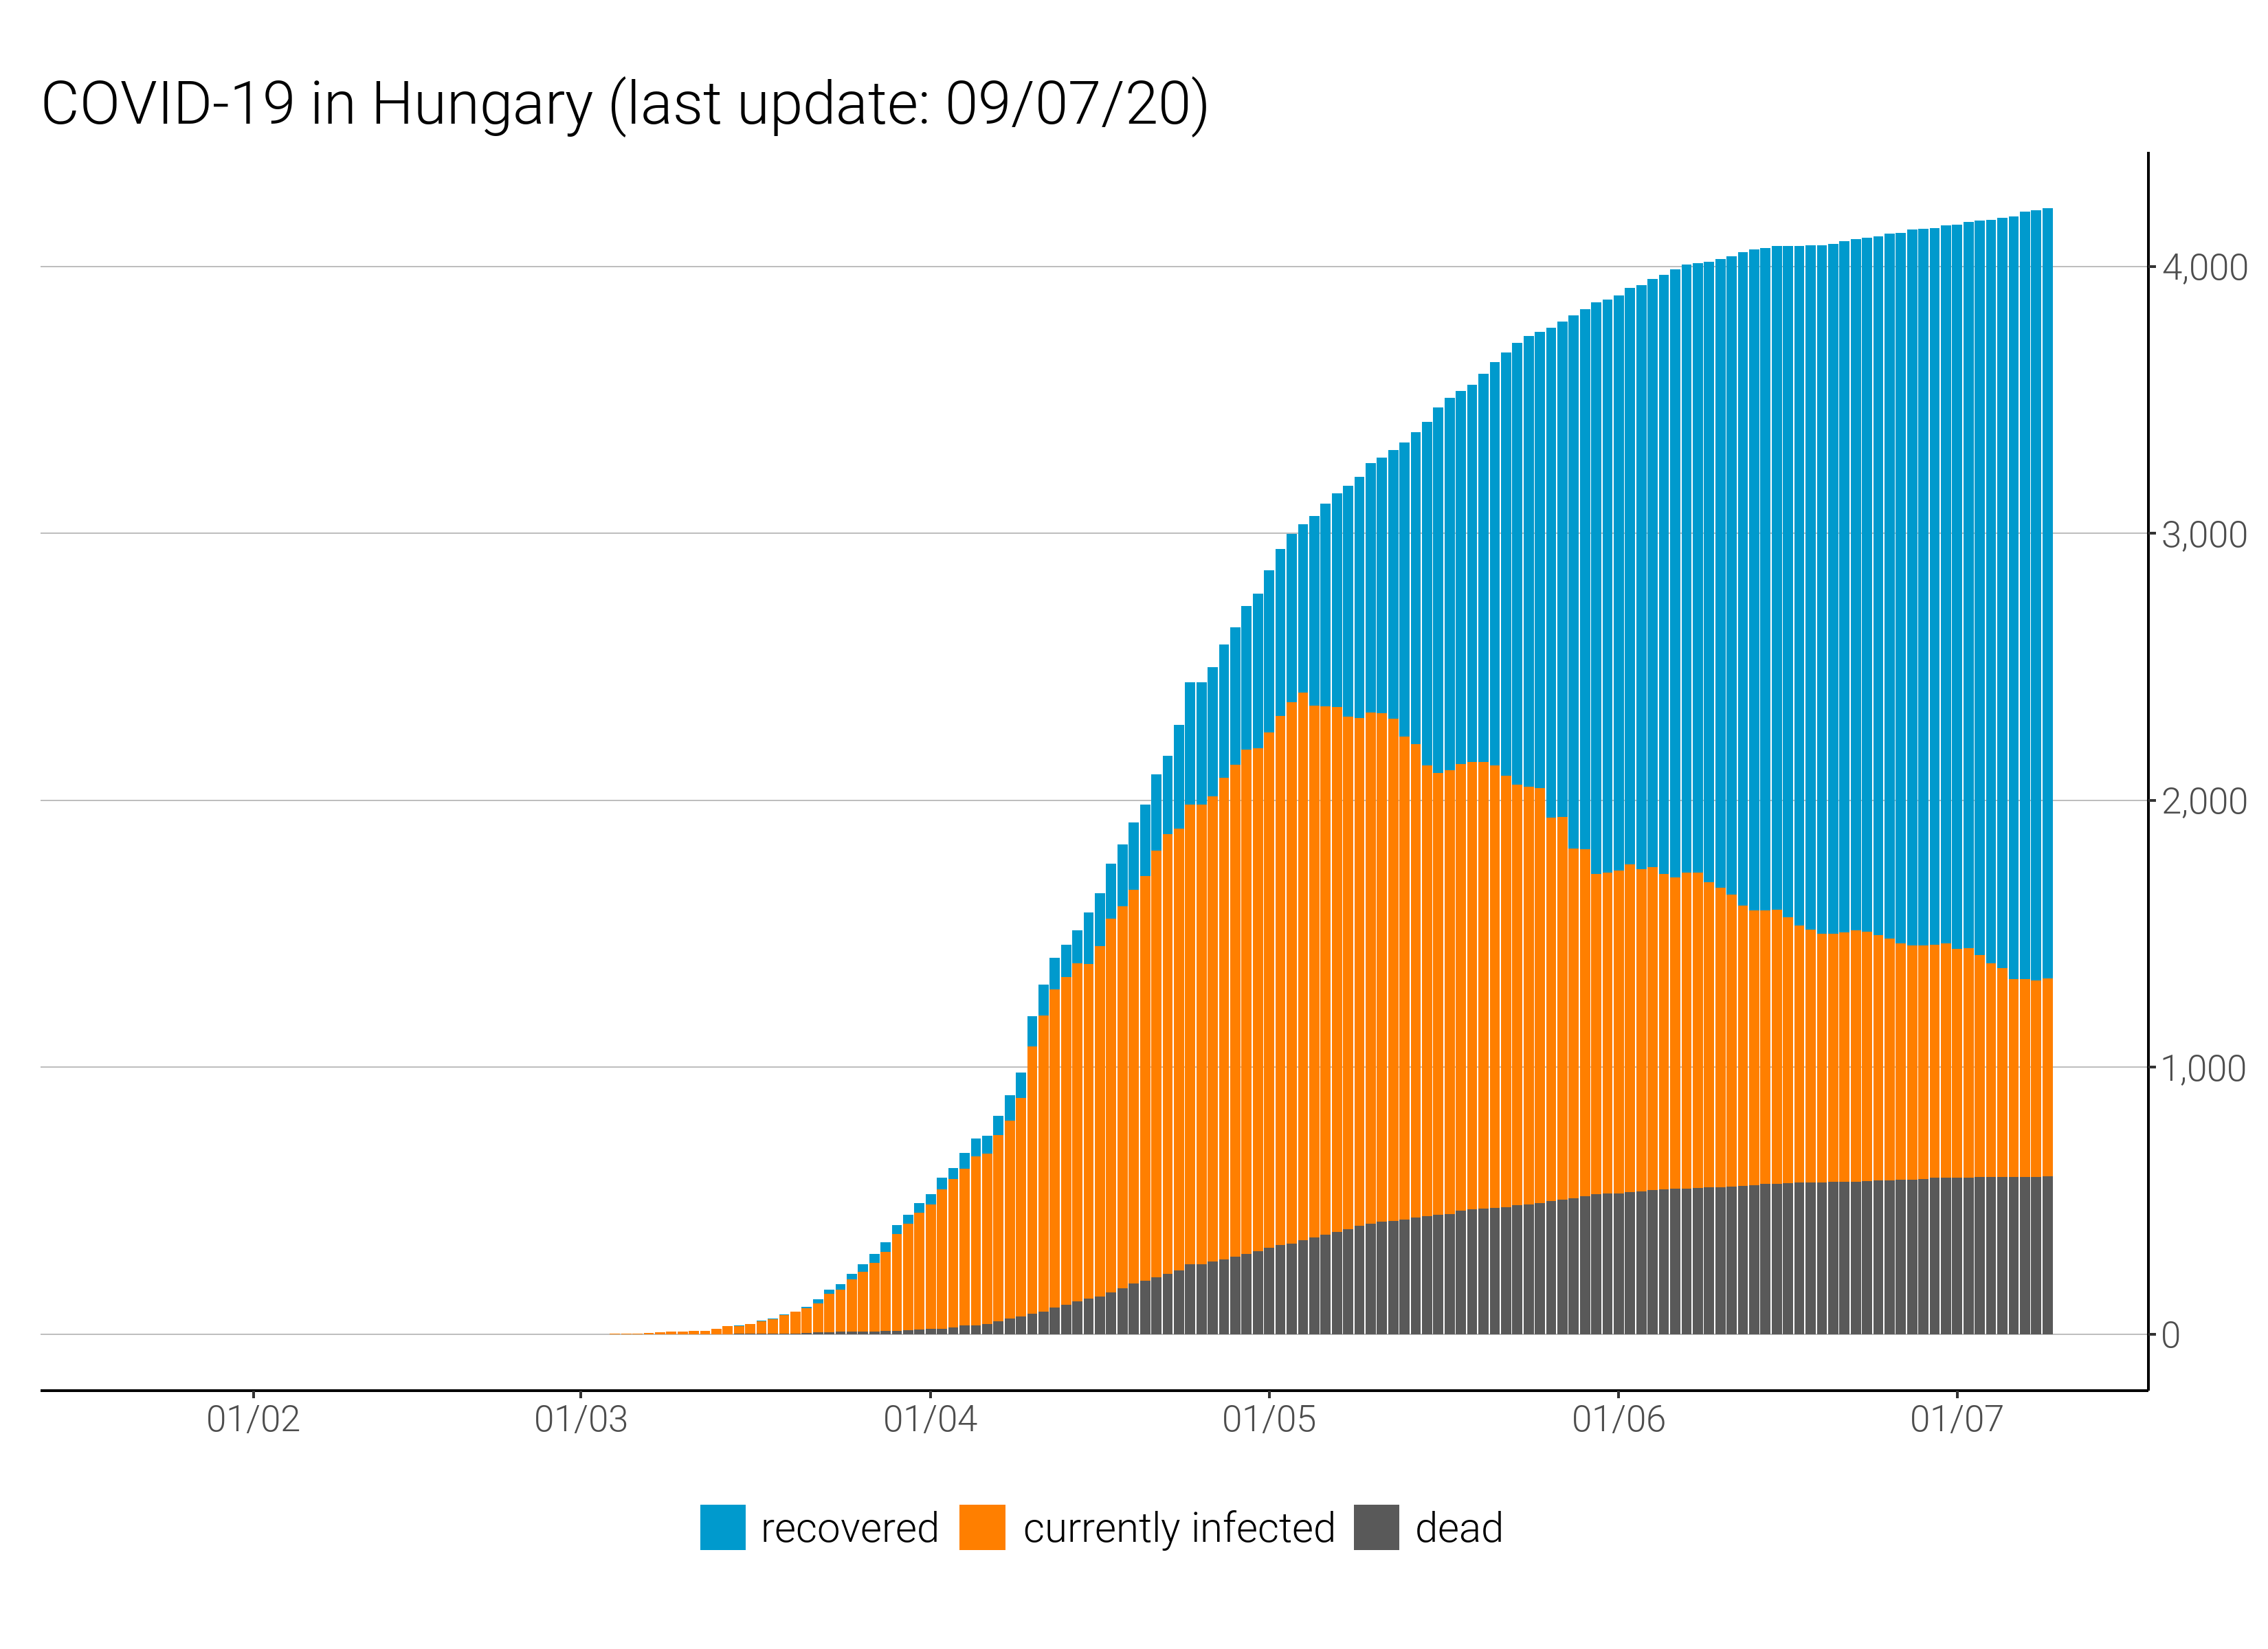 COVID-19 in Hungary (last update: 09/07/20)
4,000
3,000
2,000
1,000
0
01/02 01/03 01/04 01/05 01/06 01/07
recovered currently infected dead